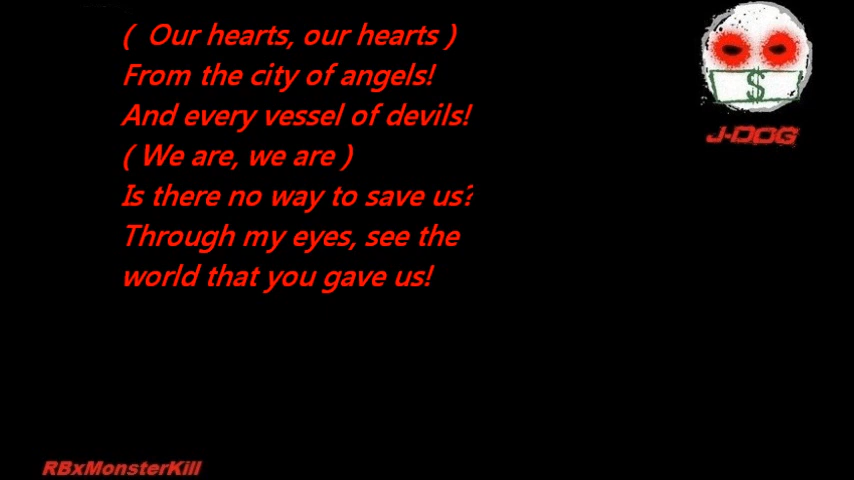 ( Our hearts, our hearts )
From the city of angels!
And every vessel of devils!
( We are, we are )
Is there no way to save us?
Through my eyes, see the
world that you gave us!
$
J-DOG
RBxMonsterKill